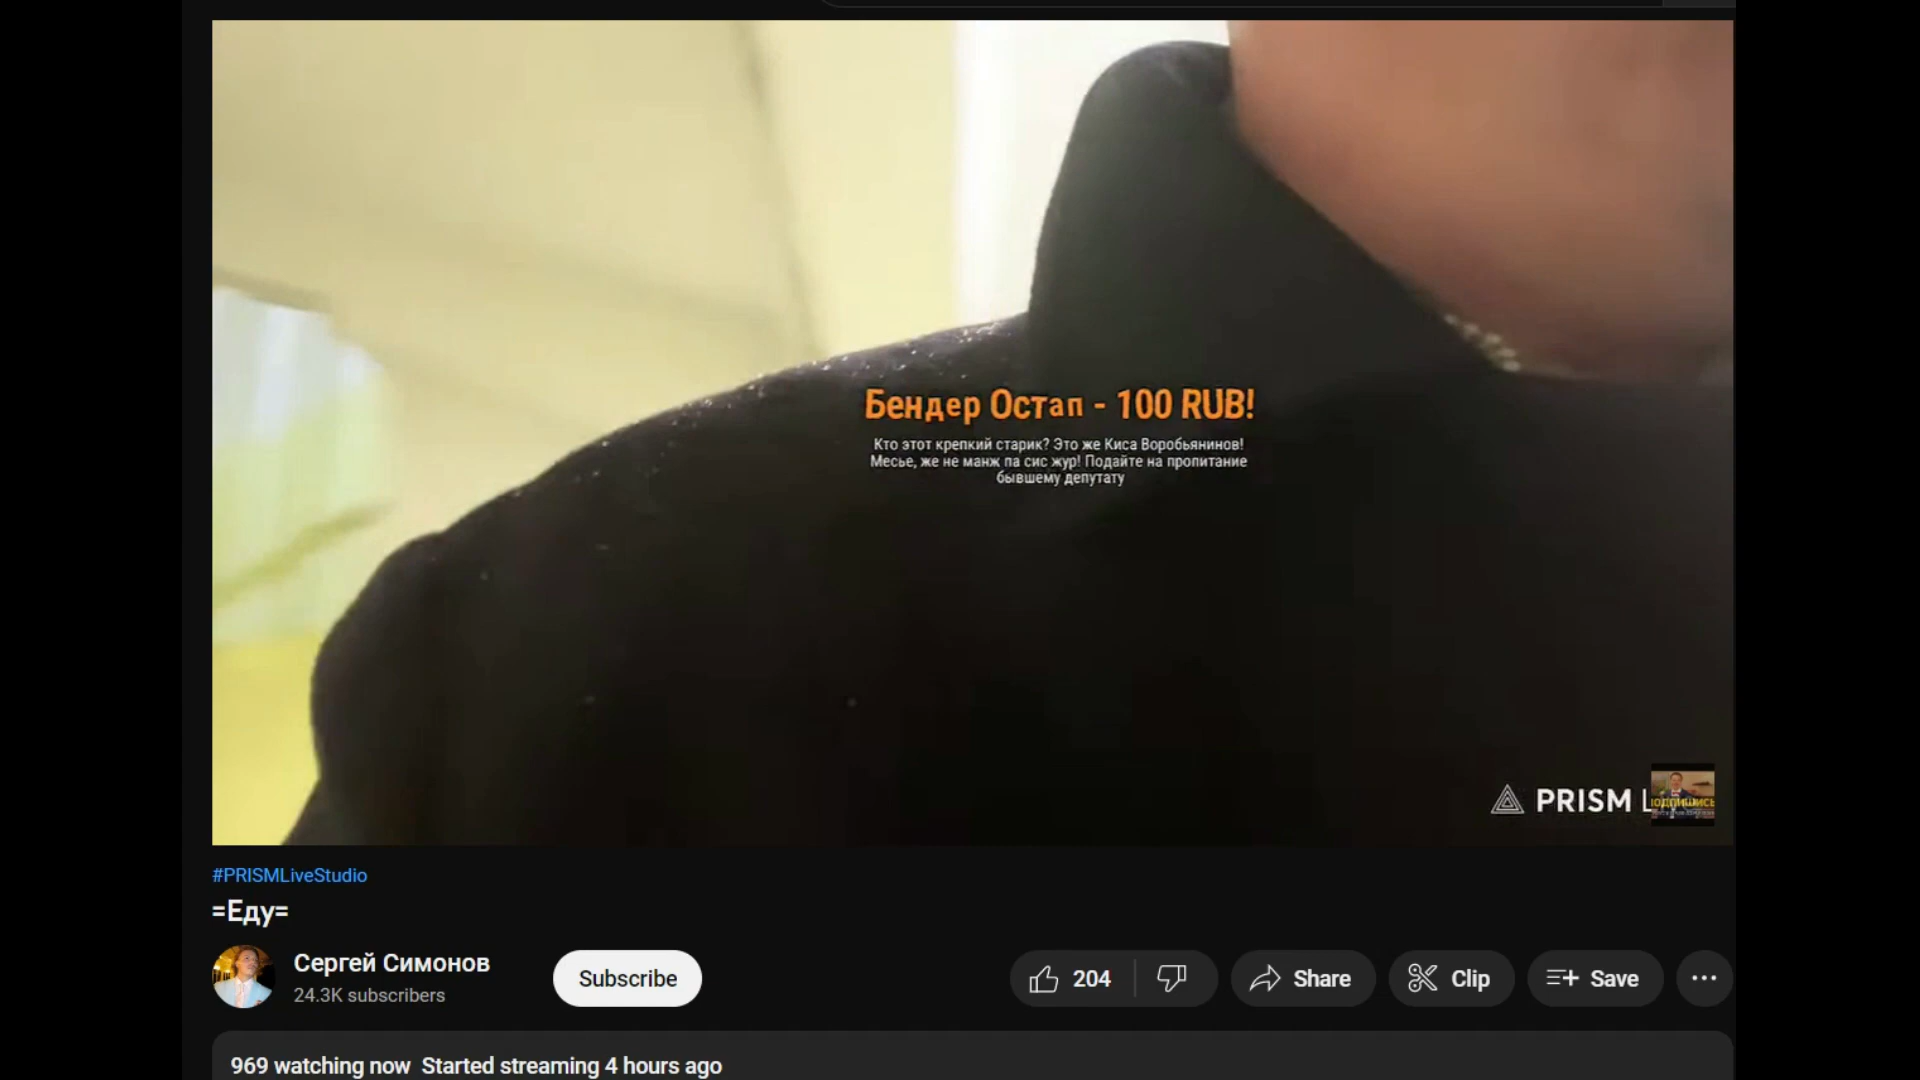 Бендер Остап - 100 RUB!
Кто этот крепкий старик? Это же Киса Воробьянинов!
Месье, же не манж па сис жур! Подайте на пропитание
бывшему депутату
PRISM L
ПОДПИШИСЬ
#PRISMLiveStudio
=Еду=
Сергей Симонов
24.3K subscribers
Subscribe
204
Share
Clip
Save
969 watching now Started streaming 4 hours ago